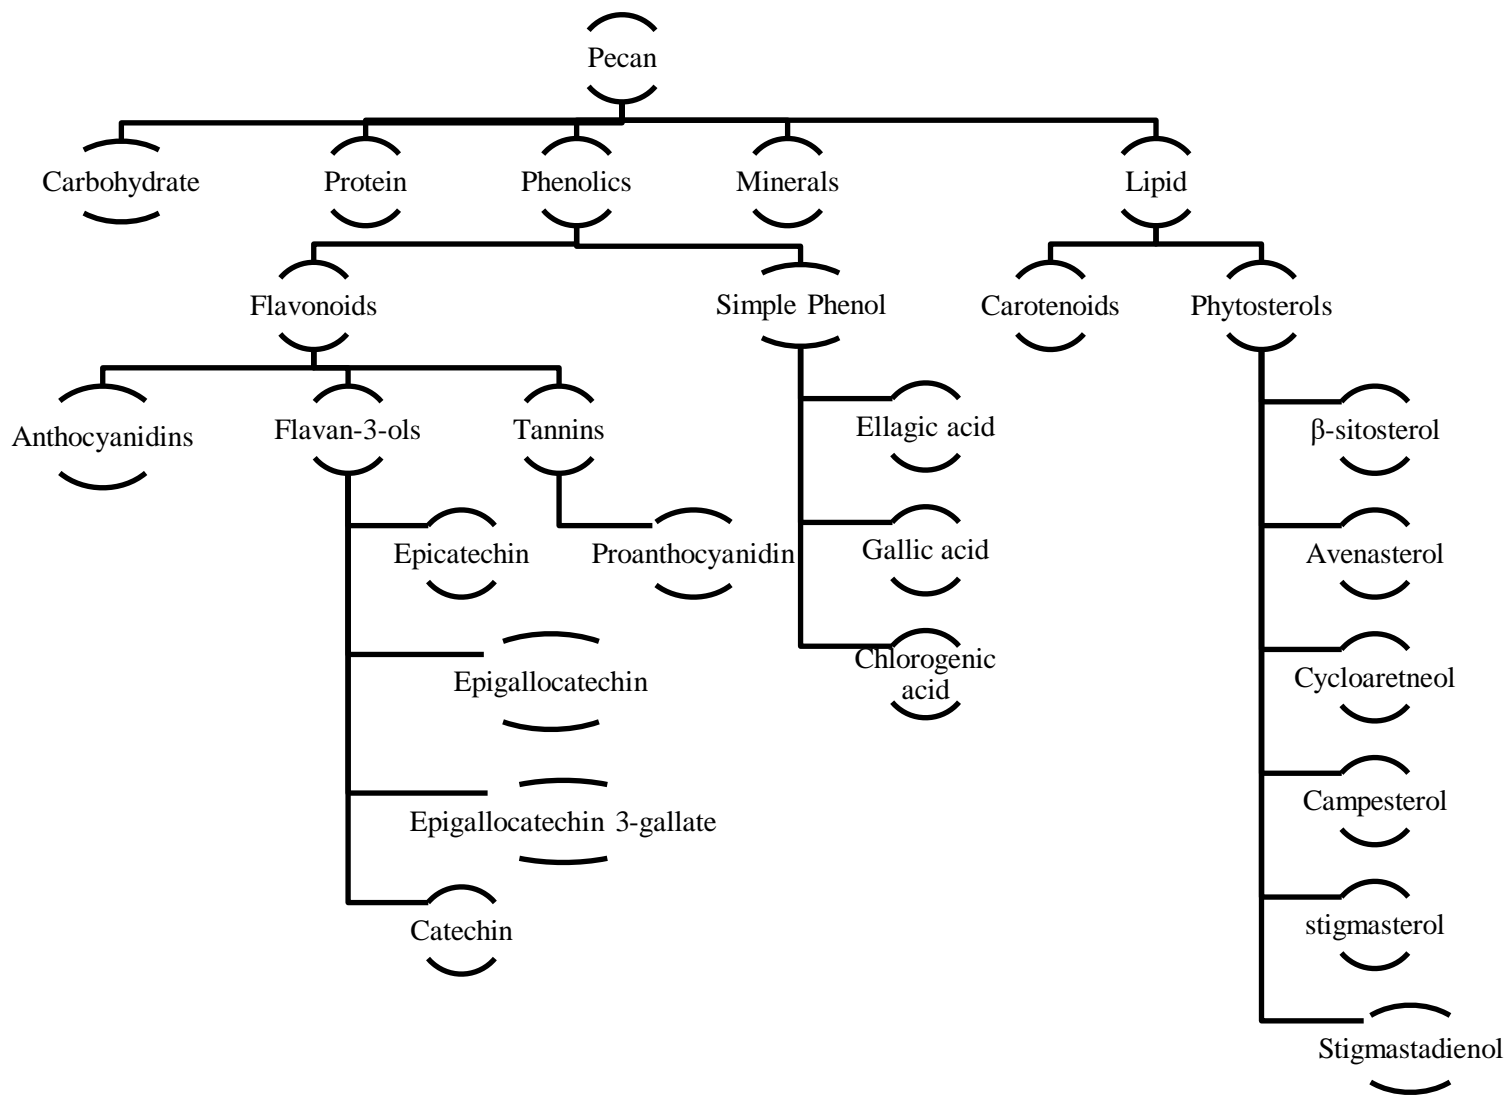 Pecan
Carbohydrate
Protein
Phenolics
Minerals
Lipid
Flavonoids
Simple Phenol
Carotenoids
Phytosterols
Anthocyanidins
Flavan-3-ols
Tannins
Ellagic acid
β-sitosterol
Epicatechin
Proanthocyanidin
Gallic acid
Avenasterol
Epigallocatechin
Chlorogenic
acid
Cycloaretneol
Epigallocatechin 3-gallate
Campesterol
Catechin
stigmasterol
Stigmastadienol